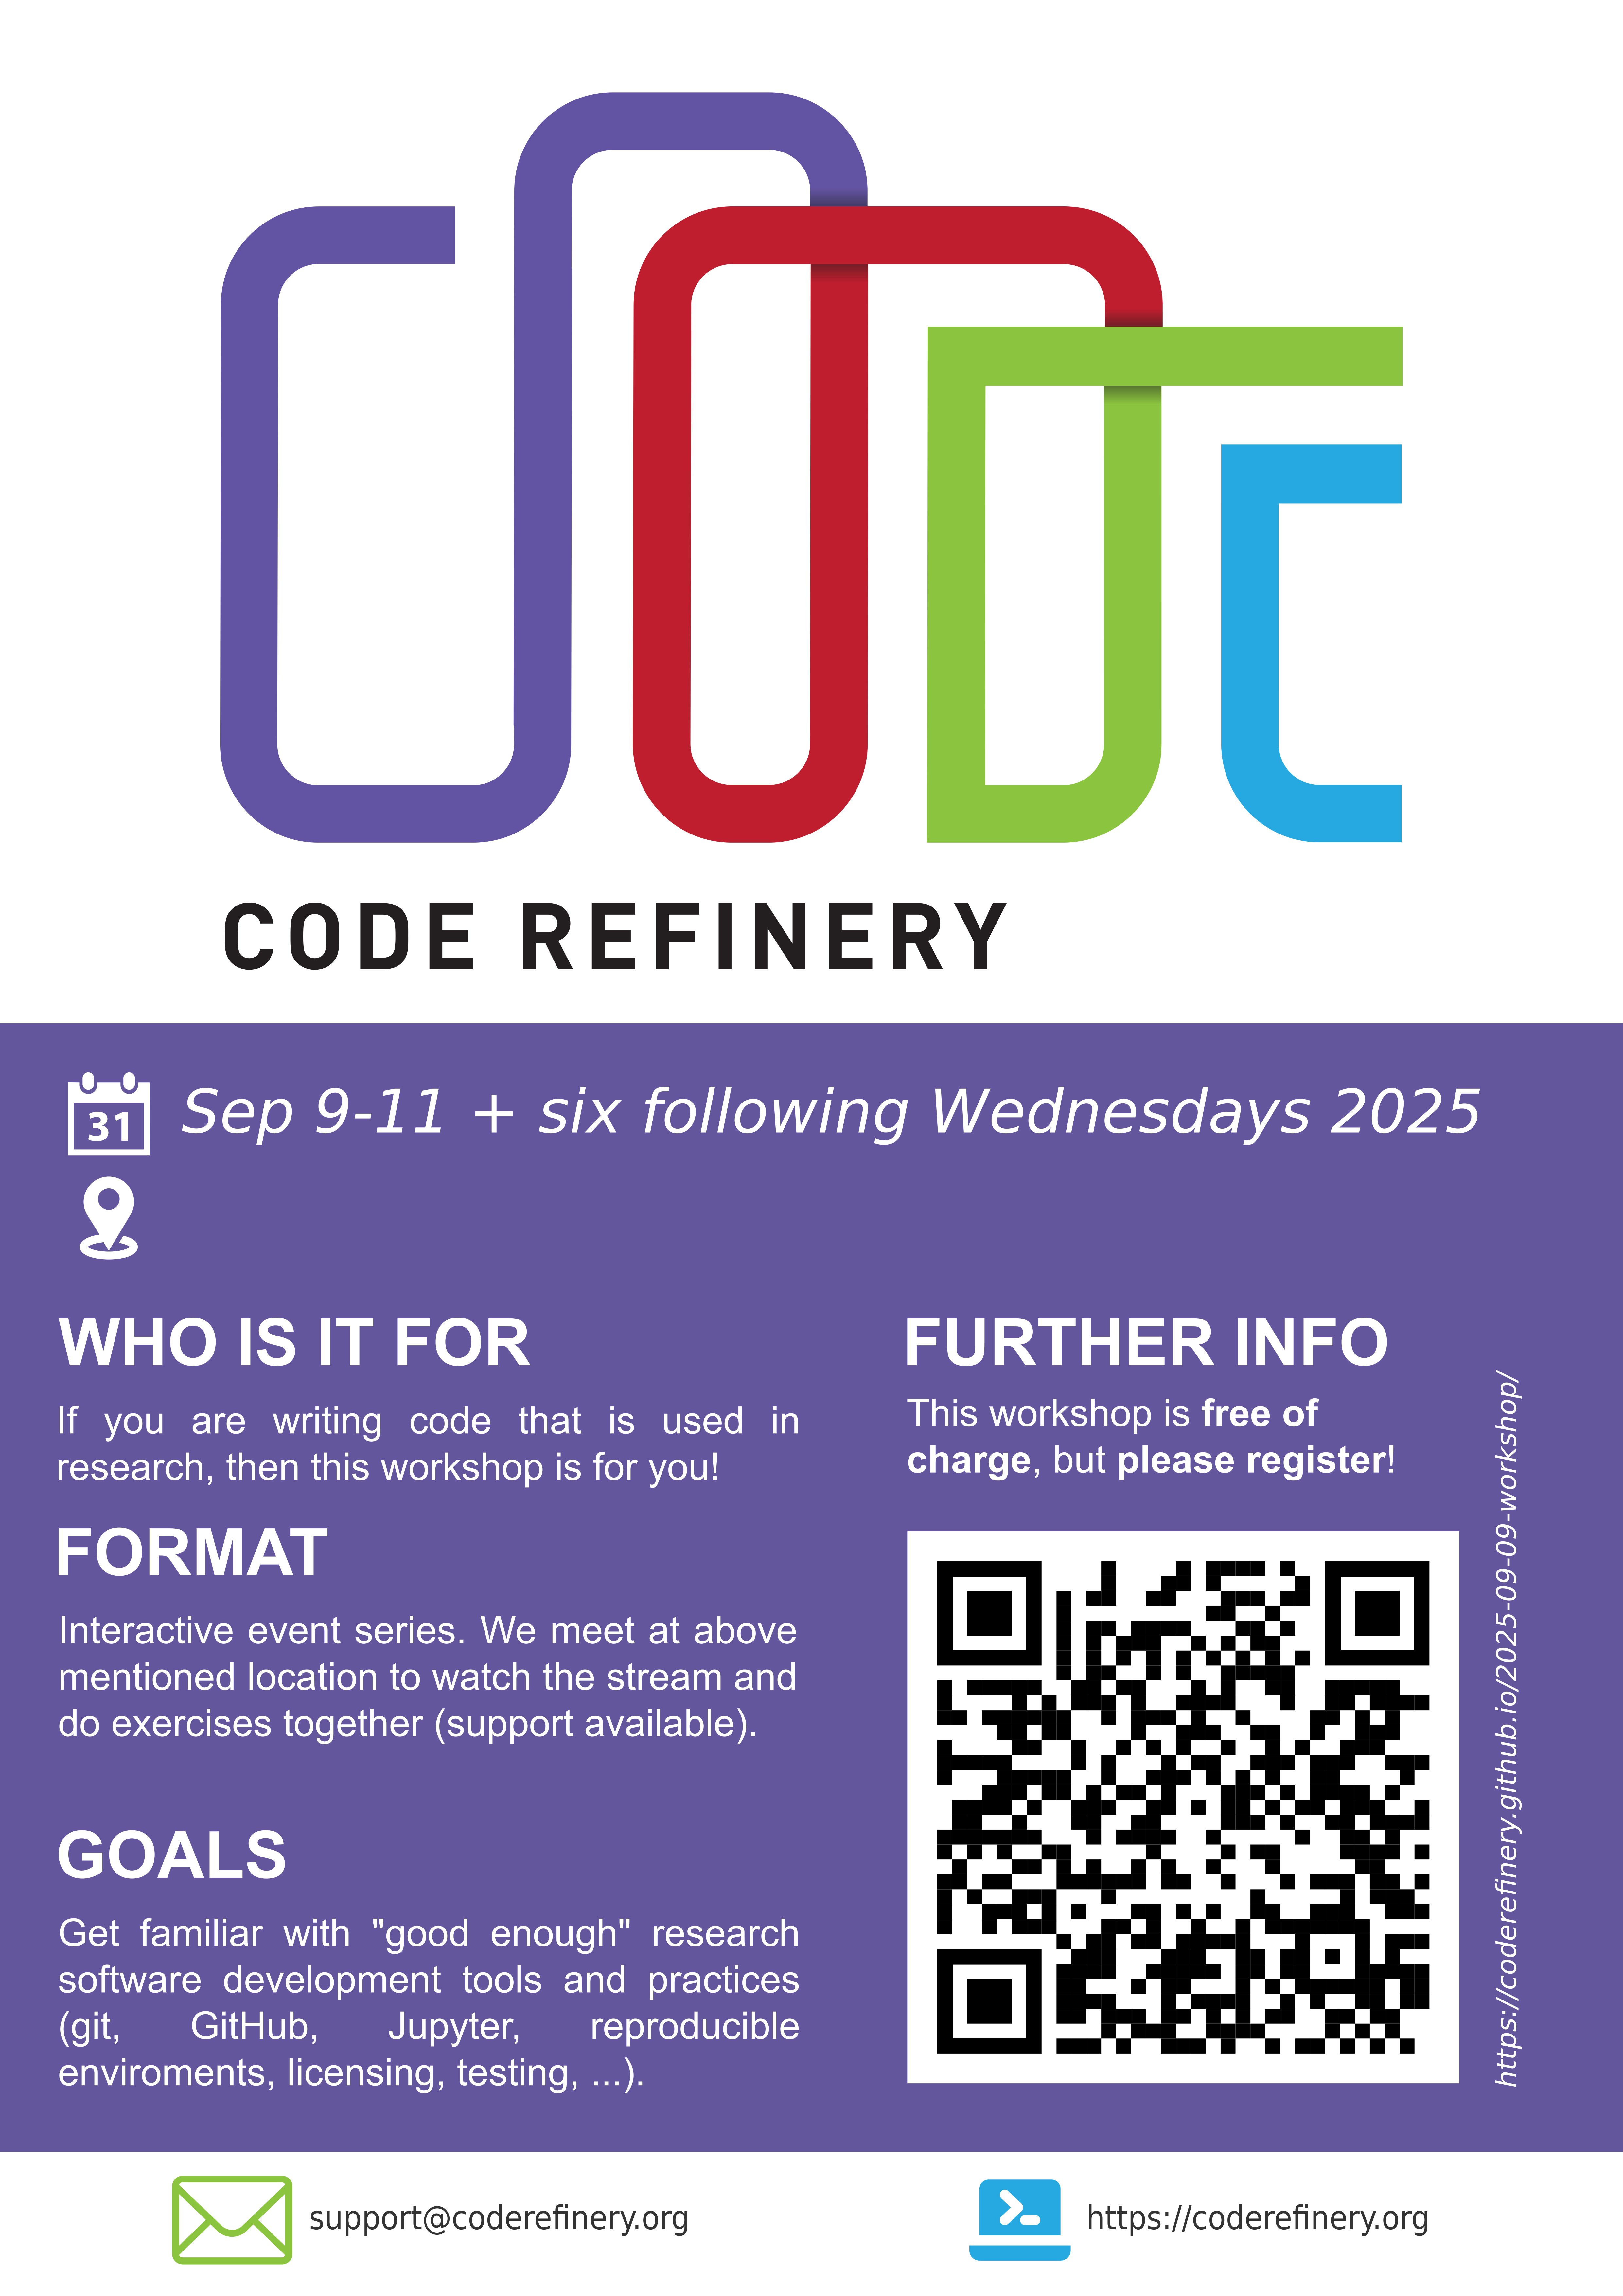 CODE REFINERY
31
Sep 9-11 + six following Wednesdays 2025
WHO IS IT FOR
If you are writing code that is used in
research, then this workshop is for you!
FORMAT
Interactive event series. We meet at above
mentioned location to watch the stream and
do exercises together (support available).
GOALS
Get familiar with "good enough" research
software development tools and practices
(git, GitHub, Jupyter, reproducible
enviroments, licensing, testing, ...).
FURTHER INFO
This workshop is free of
charge, but please register!
https://coderefinery.github.io/2025-09-09-workshop/
support@coderefinery.org
https://coderefinery.org